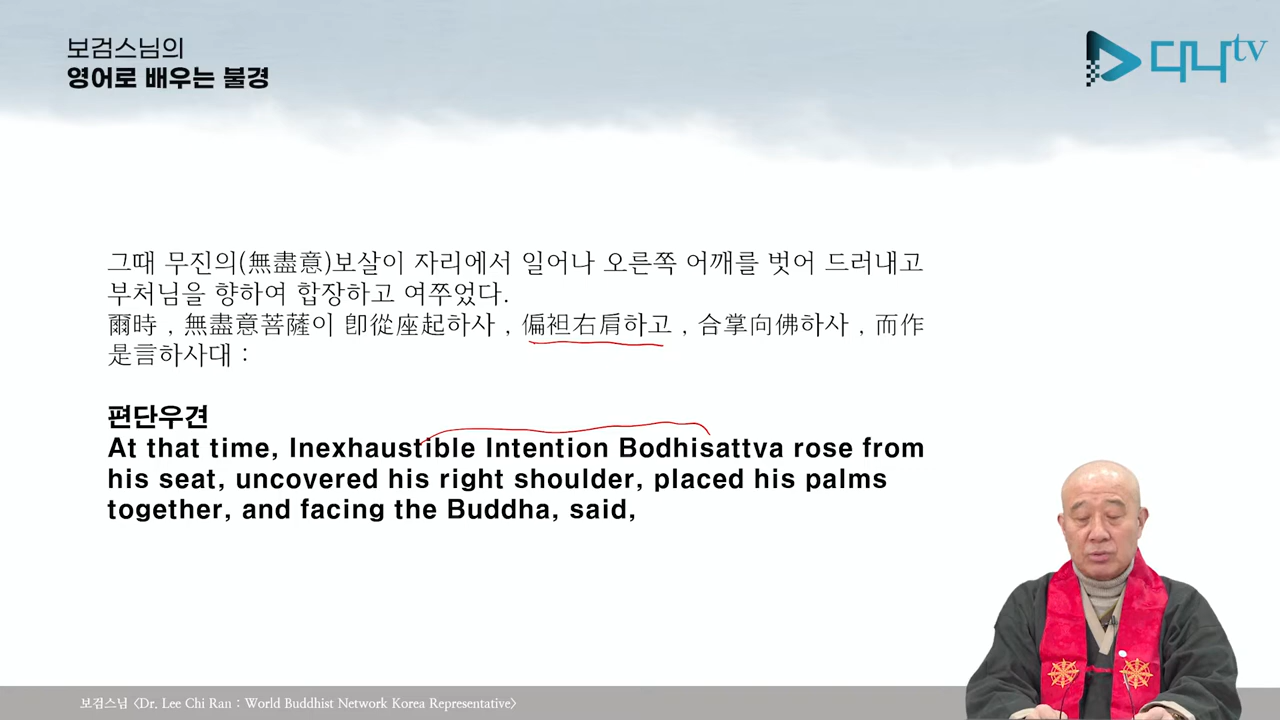 보검스님의
영어로 배우는 불경
디나tv
그때 무진의(無盡意)보살이 자리에서 일어나 오른쪽 어깨를 벗어 드러내고
부처님을 향하여 합장하고 여쭈었다.
爾時 , 無盡意菩薩이 卽從座起하사 , 偏袒右肩하고 , 合掌向佛하사 , 而作
是言하사대 :
편단우견
At that time, Inexhaustible Intention Bodhisattva rose from
his seat, uncovered his right shoulder, placed his palms
together, and facing the Buddha, said,
보검스님 <Dr. Lee Chi Ran : World Buddhist Network Korea Representative>